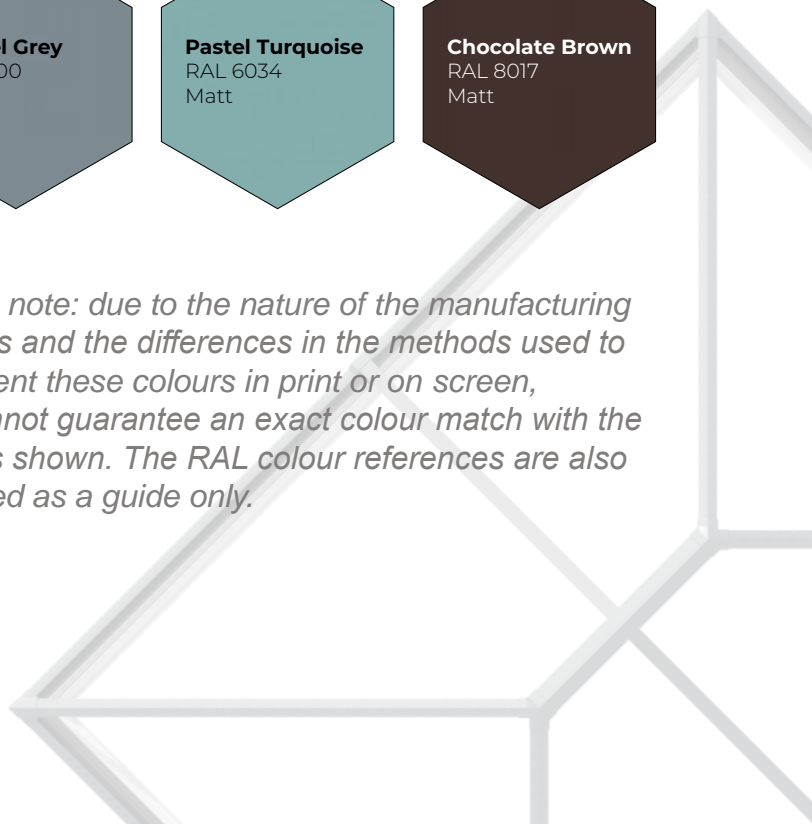 l Grey
Pastel Turquoise
Chocolate Brown
00
RAL 6034
RAL 8017
Matt
Matt
note: due to the nature of the manufacturing
s and the differences in the methods used to
ent these colours in print or on screen,
nnot guarantee an exact colour match with the
s shown. The RAL colour references are also
ed as a guide only.